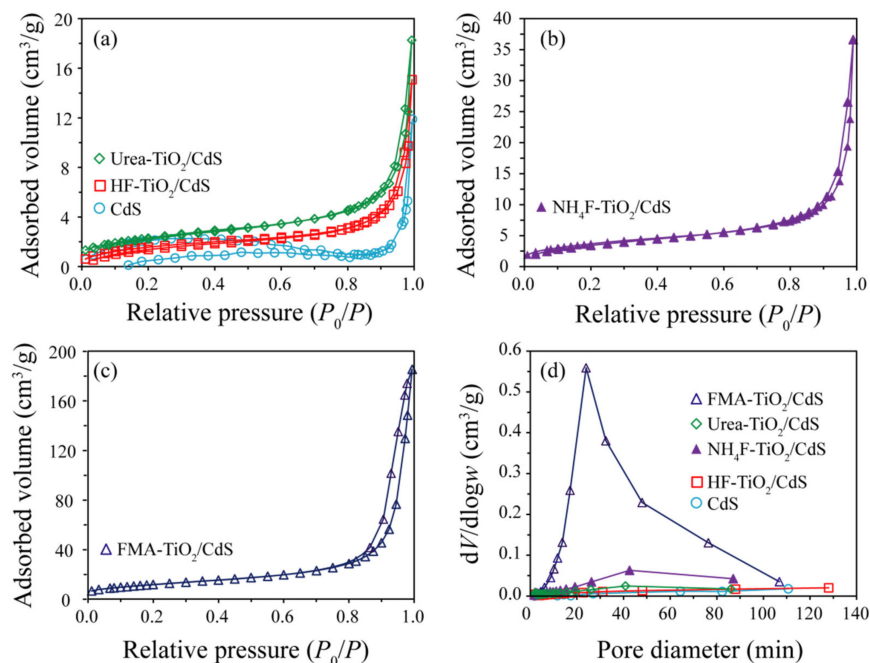 (a)
Adsorbed volume (cm³/g)
18
16
12
8
4
2
0
Urea-TiO₂/CdS
HF-TiO₂/CdS
CdS
0.0 0.2 0.4 0.6 0.8 1.0
Relative pressure (P₀/P)
(b)
Adsorbed volume (cm³/g)
40
35
30
25
20
15
10
5
0
NH₄F-TiO₂/CdS
0.0 0.2 0.4 0.6 0.8 1.0
Relative pressure (P₀/P)
(c)
Adsorbed volume (cm³/g)
200
160
120
80
40
0
FMA-TiO₂/CdS
0.0 0.2 0.4 0.6 0.8 1.0
Relative pressure (P₀/P)
(d)
dV/dlogw (cm³/g)
0.6
0.5
0.4
0.3
0.2
0.1
0.0
FMA-TiO₂/CdS
Urea-TiO₂/CdS
NH₄F-TiO₂/CdS
HF-TiO₂/CdS
CdS
0 20 40 60 80 100 120 140
Pore diameter (min)